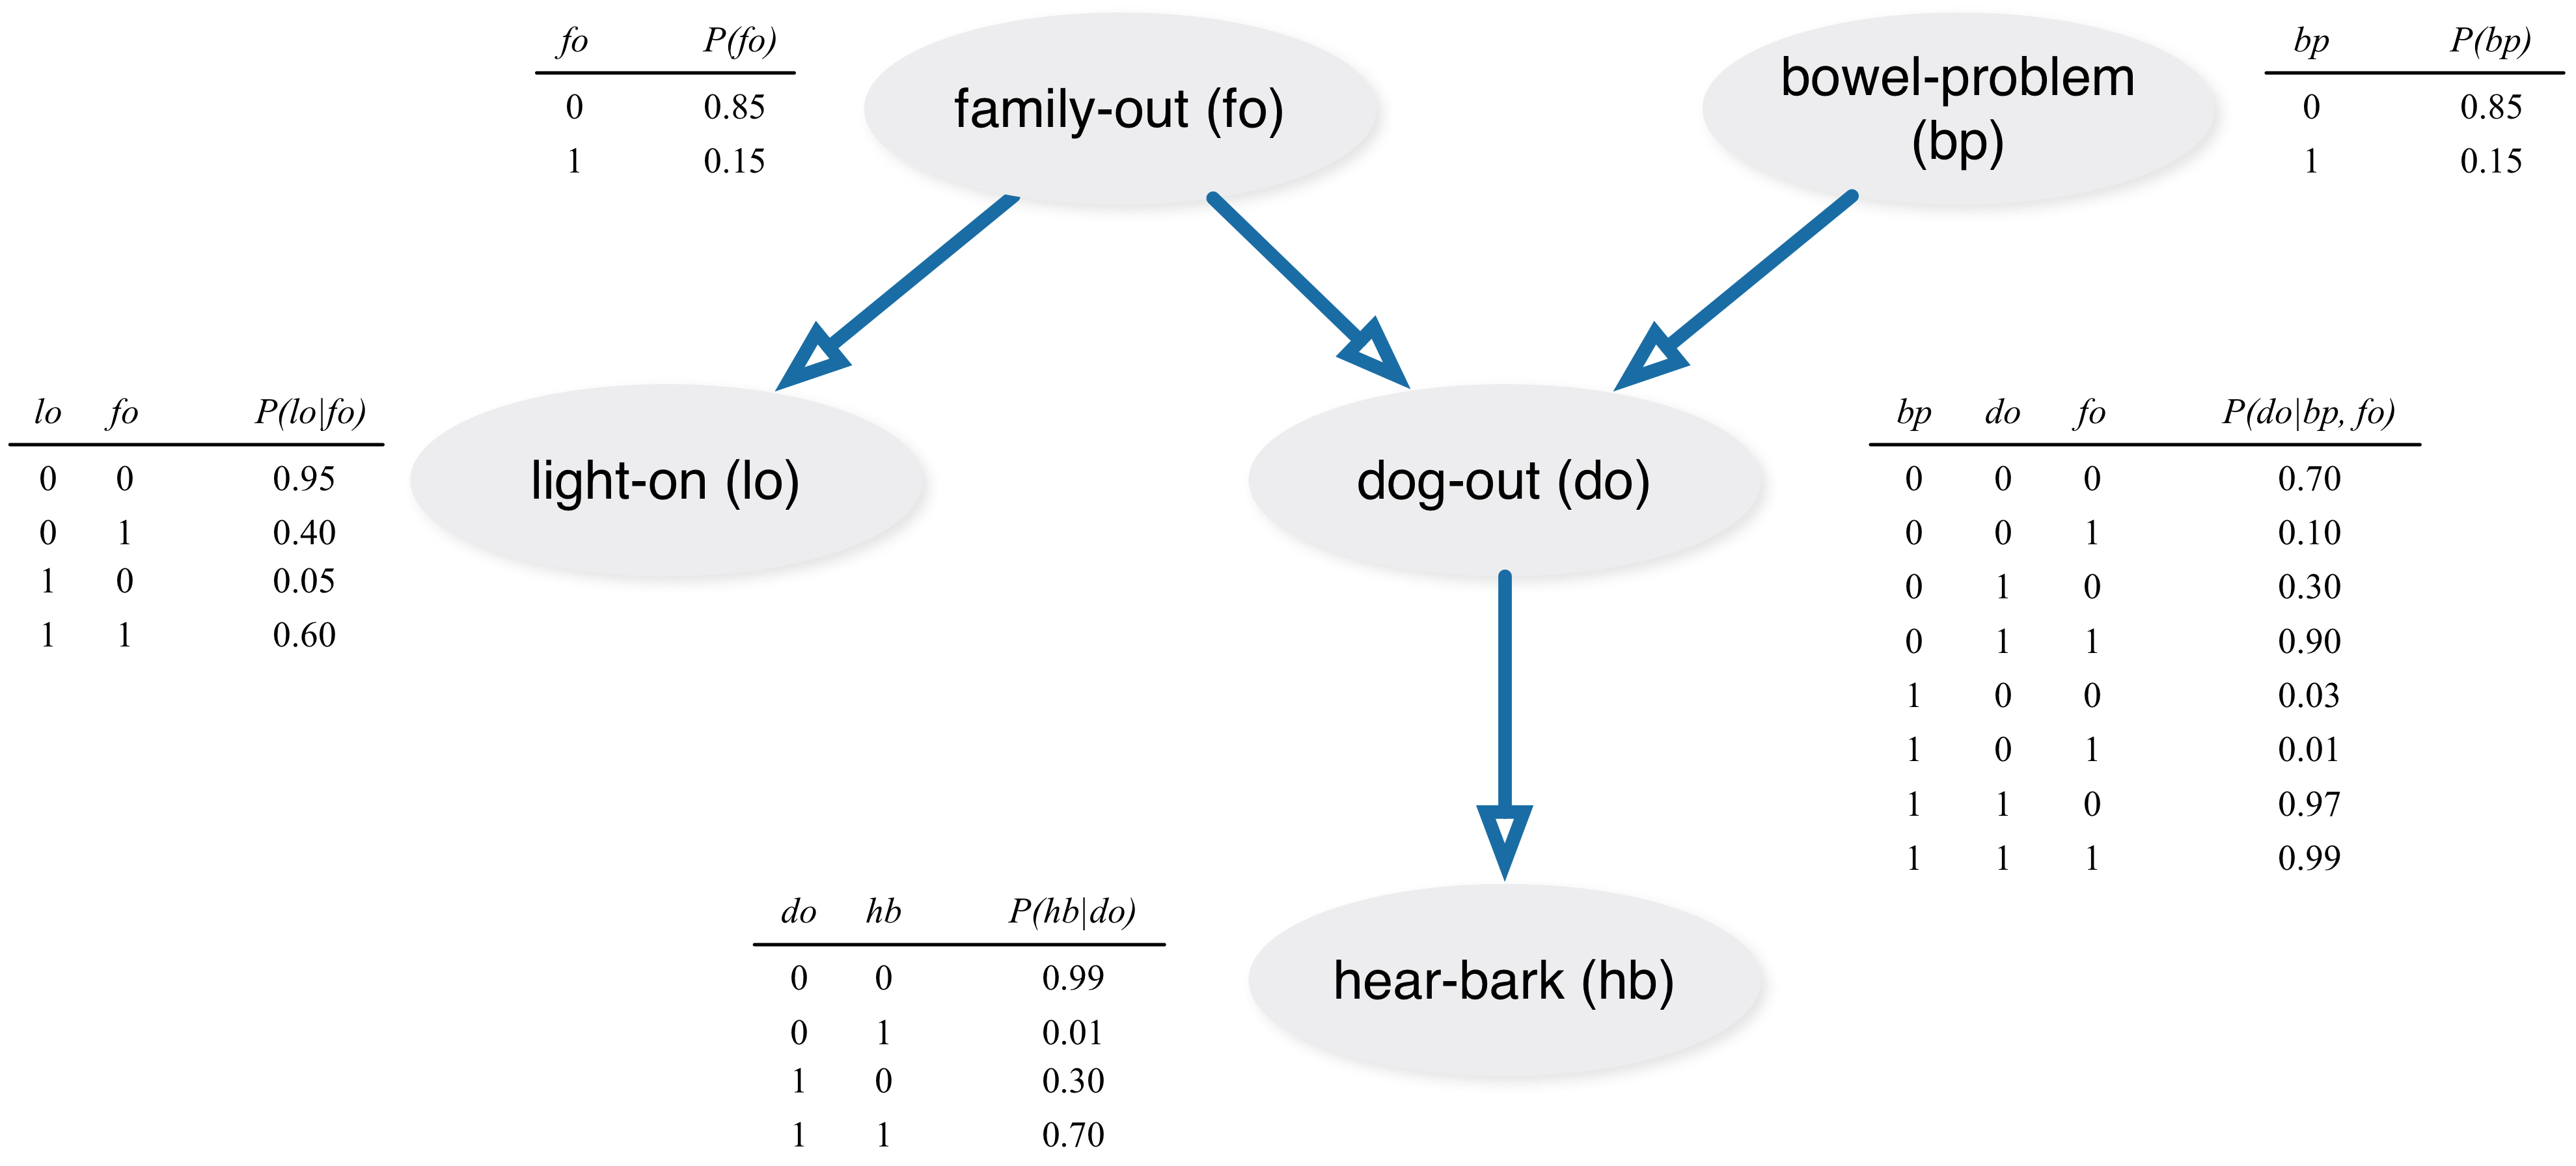 fo P(fo)
0 0.85
1 0.15
family-out (fo)
bowel-problem
(bp)
bp P(bp)
0 0.85
1 0.15
lo fo P(lo|fo)
0 0 0.95
0 1 0.40
1 0 0.05
1 1 0.60
light-on (lo)
dog-out (do)
bp do fo P(do|bp, fo)
0 0 0 0.70
0 0 1 0.10
0 1 0 0.30
0 1 1 0.90
1 0 0 0.03
1 0 1 0.01
1 1 0 0.97
1 1 1 0.99
do hb P(hb|do)
0 0 0.99
0 1 0.01
1 0 0.30
1 1 0.70
hear-bark (hb)